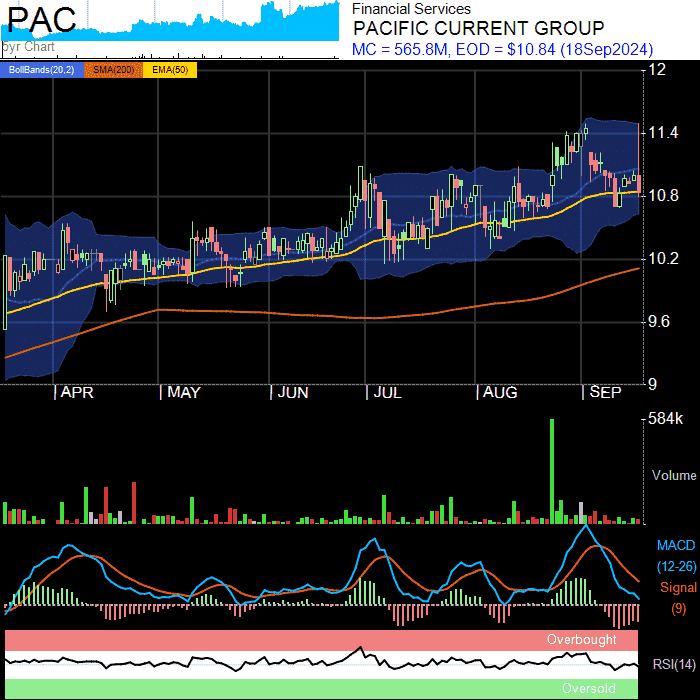 PAC
byr Chart
Financial Services
PACIFIC CURRENT GROUP
MC = 565.8M, EOD = $10.84 (18Sep2024)
BollBands(20,2) SMA(200) EMA(50)
12
11.4
10.8
10.2
9.6
9
APR MAY JUN JUL AUG SEP
584k
Volume
MACD
(12-26)
Signal
(9)
Overbought
RSI(14)
Oversold